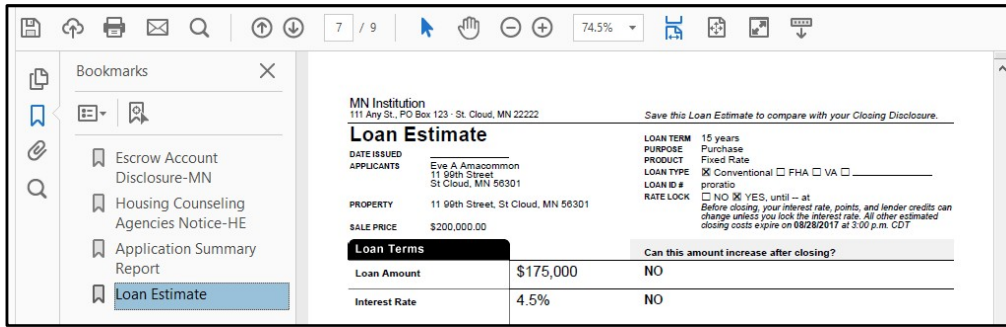 7 / 9
74.5%
Bookmarks
Escrow Account
Disclosure-MN
Housing Counseling
Agencies Notice-HE
Application Summary
Report
Loan Estimate
MN Institution
111 Any St., PO Box 123 · St. Cloud, MN 22222
Save this Loan Estimate to compare with your Closing Disclosure.
Loan Estimate
DATE ISSUED
APPLICANTS Eve A Amacommon
11 99th Street
St Cloud, MN 56301
PROPERTY 11 99th Street, St Cloud, MN 56301
SALE PRICE $200,000.00
LOAN TERM 15 years
PURPOSE Purchase
PRODUCT Fixed Rate
LOAN TYPE ☒ Conventional ☐ FHA ☐ VA ☐
LOAN ID # proratio
RATE LOCK ☐ NO ☒ YES, until -- at
Before closing, your interest rate, points, and lender credits can
change unless you lock the interest rate. All other estimated
closing costs expire on 08/28/2017 at 3:00 p.m. CDT
Loan Terms Can this amount increase after closing?
Loan Amount $175,000 NO
Interest Rate 4.5% NO